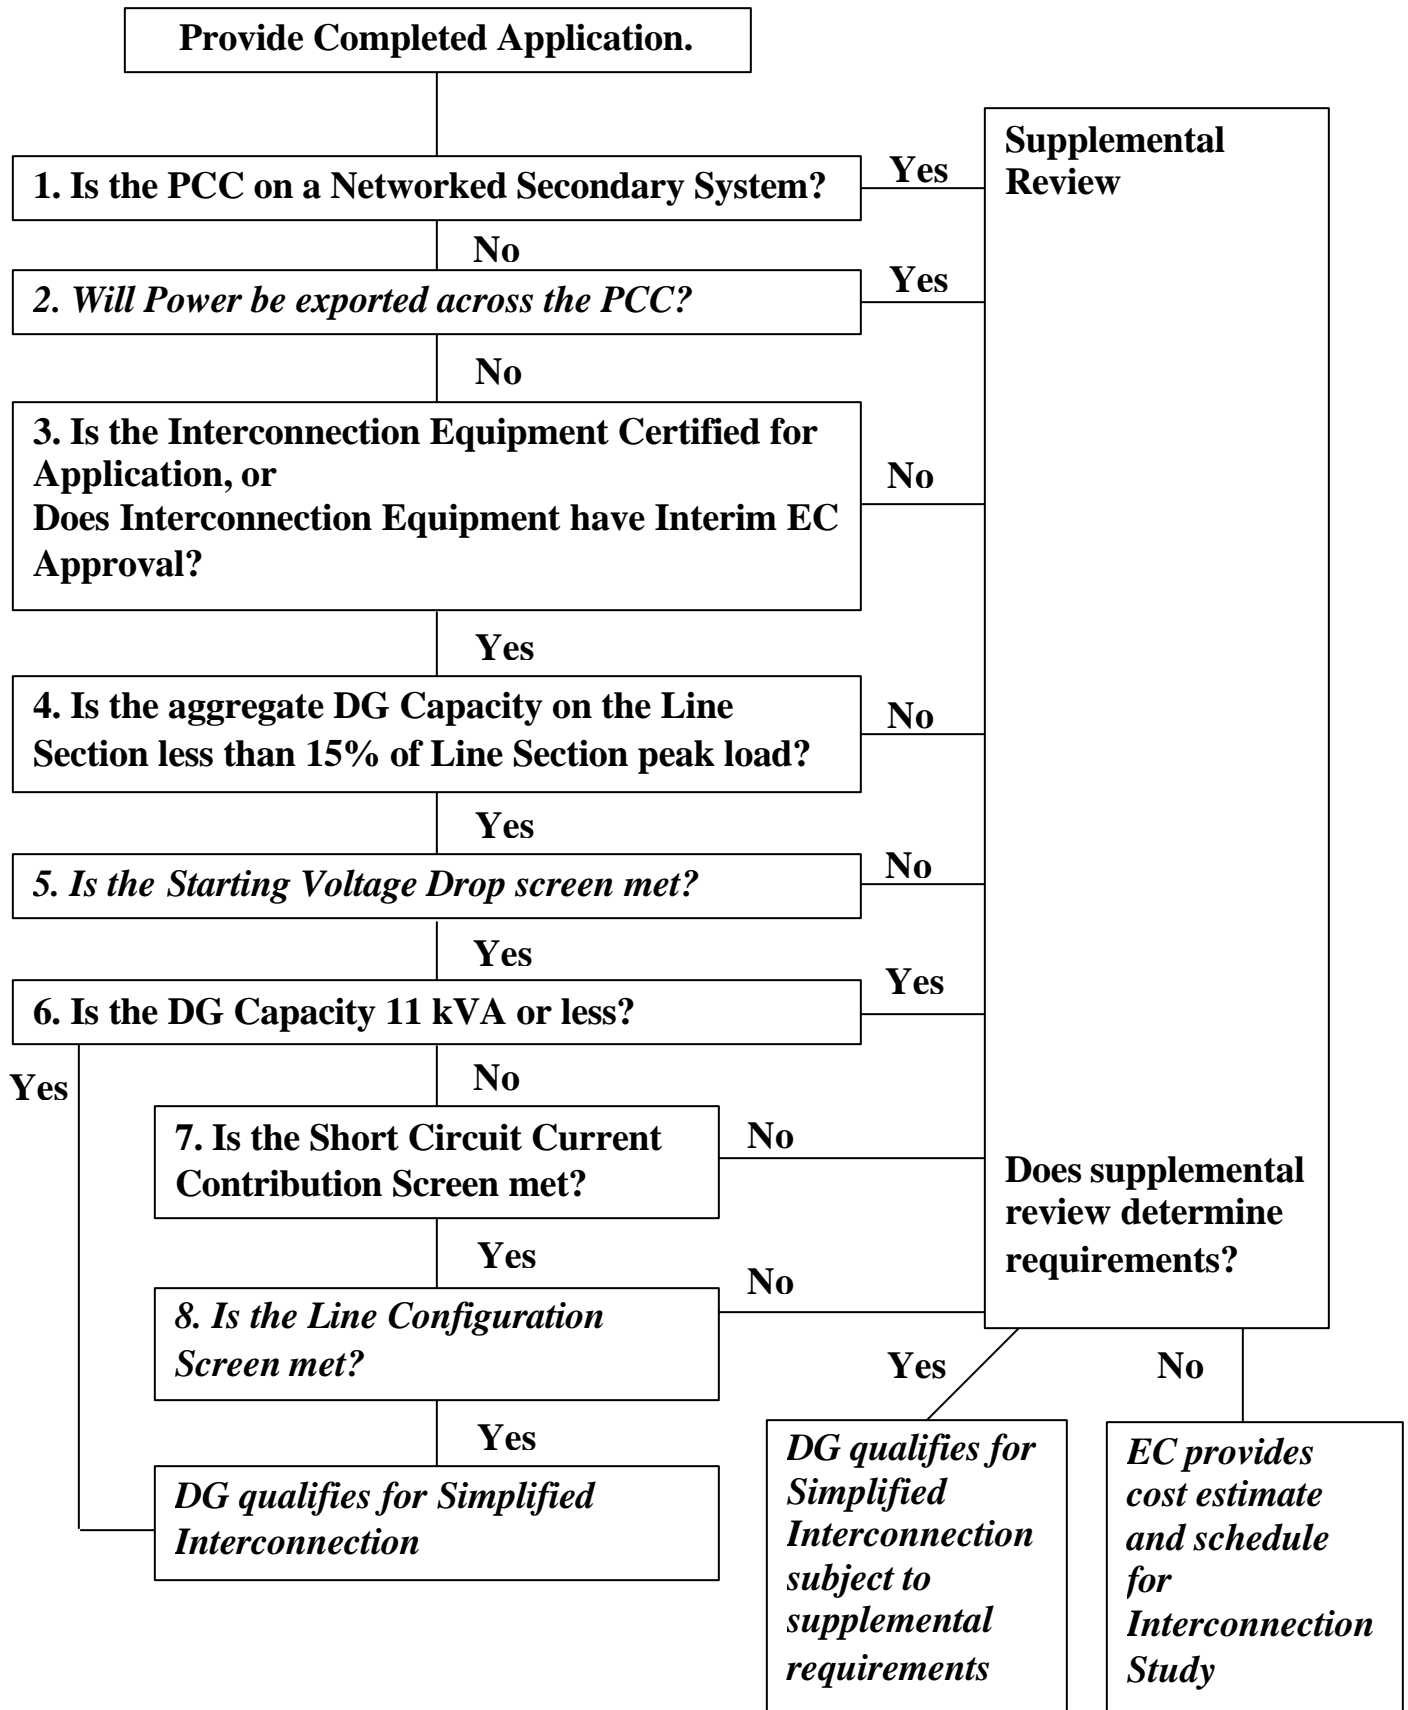 Provide Completed Application.
Supplemental
Review
1. Is the PCC on a Networked Secondary System?
Yes
No
2. Will Power be exported across the PCC?
Yes
No
3. Is the Interconnection Equipment Certified for
Application, or
Does Interconnection Equipment have Interim EC
Approval?
No
Yes
4. Is the aggregate DG Capacity on the Line
Section less than 15% of Line Section peak load?
No
Yes
5. Is the Starting Voltage Drop screen met?
No
Yes
6. Is the DG Capacity 11 kVA or less?
Yes
Yes
No
7. Is the Short Circuit Current
Contribution Screen met?
No
Does supplemental
review determine
requirements?
Yes
No
8. Is the Line Configuration
Screen met?
Yes
No
Yes
DG qualifies for Simplified
Interconnection
DG qualifies for
Simplified
Interconnection
subject to
supplemental
requirements
EC provides
cost estimate
and schedule
for
Interconnection
Study